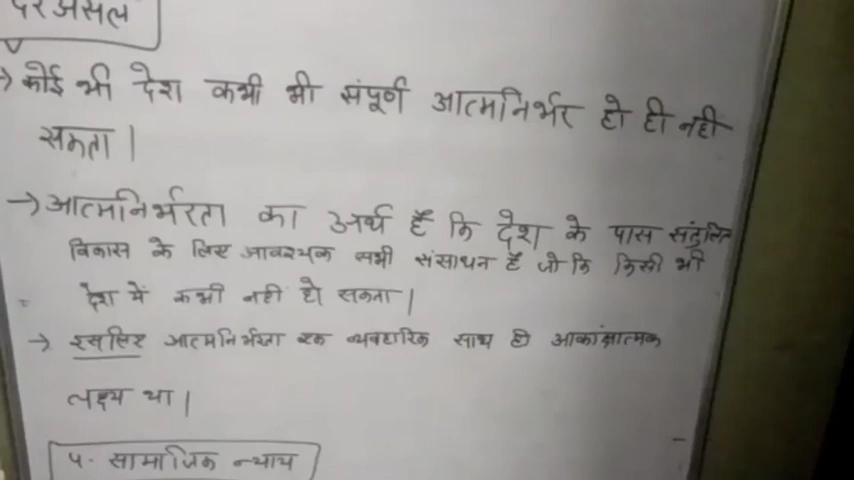 दरअसल
→ कोई भी देश कभी भी संपूर्ण आत्मनिर्भर हो ही नही
सकता |
→ आत्मनिर्भरता का अर्थ है कि देश के पास संतुलित
विकास के लिए आवश्यक सभी संसाधन है जो कि किसी भी
देश में कभी नही हो सकता |
→ इसलिए आत्मनिर्भरता एक व्यवहारिक साथ ही आकांक्षात्मक
लक्ष्य था |
५. सामाजिक न्याय